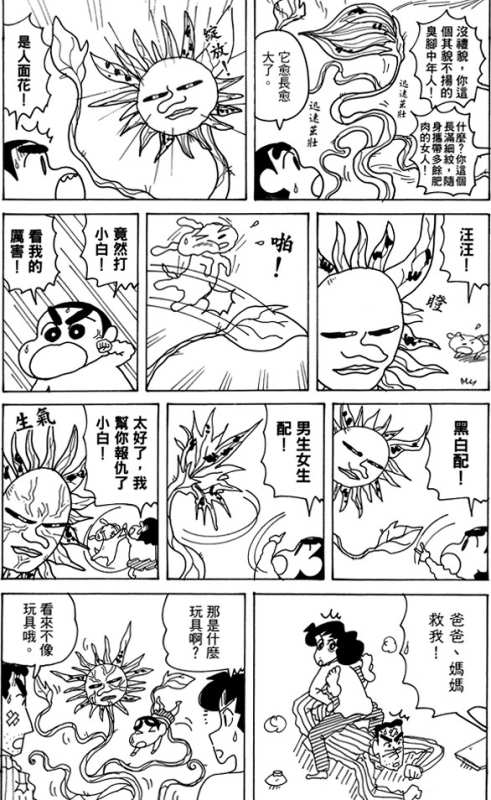 沒禮貌，你這
個其貌不揚的
臭腳中年人！
什麼？你這個
長滿細紋，隨
身攜帶多餘肥
肉的女人！
迅速茁壯
迅速茁壯
它愈長愈
大了。
綻放！
是人面花！
汪汪！
瞪
啪！
竟然打
小白！
看我的
厲害！
黑白配！
男生女生
配！
太好了，我
幫你報仇了
小白！
生氣
爸爸、媽媽
救我！
那是什麼
玩具啊？
看來不像
玩具哦。